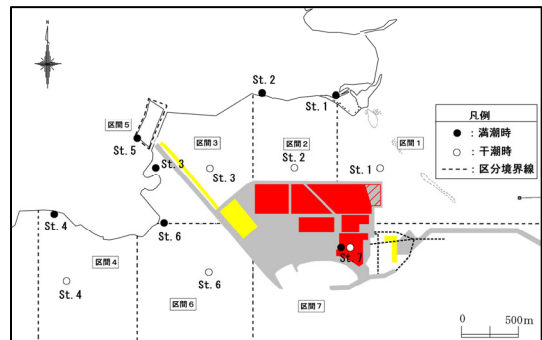 St. 2
St. 1
凡例
● : 満潮時
○ : 干潮時
---- : 区分境界線
区間5
St. 5
区間3
区間2
区間1
St. 3
St. 3
St. 2
St. 1
St. 4
St. 6
St. 7
区間4
St. 4
St. 6
区間6
区間7
0 500m